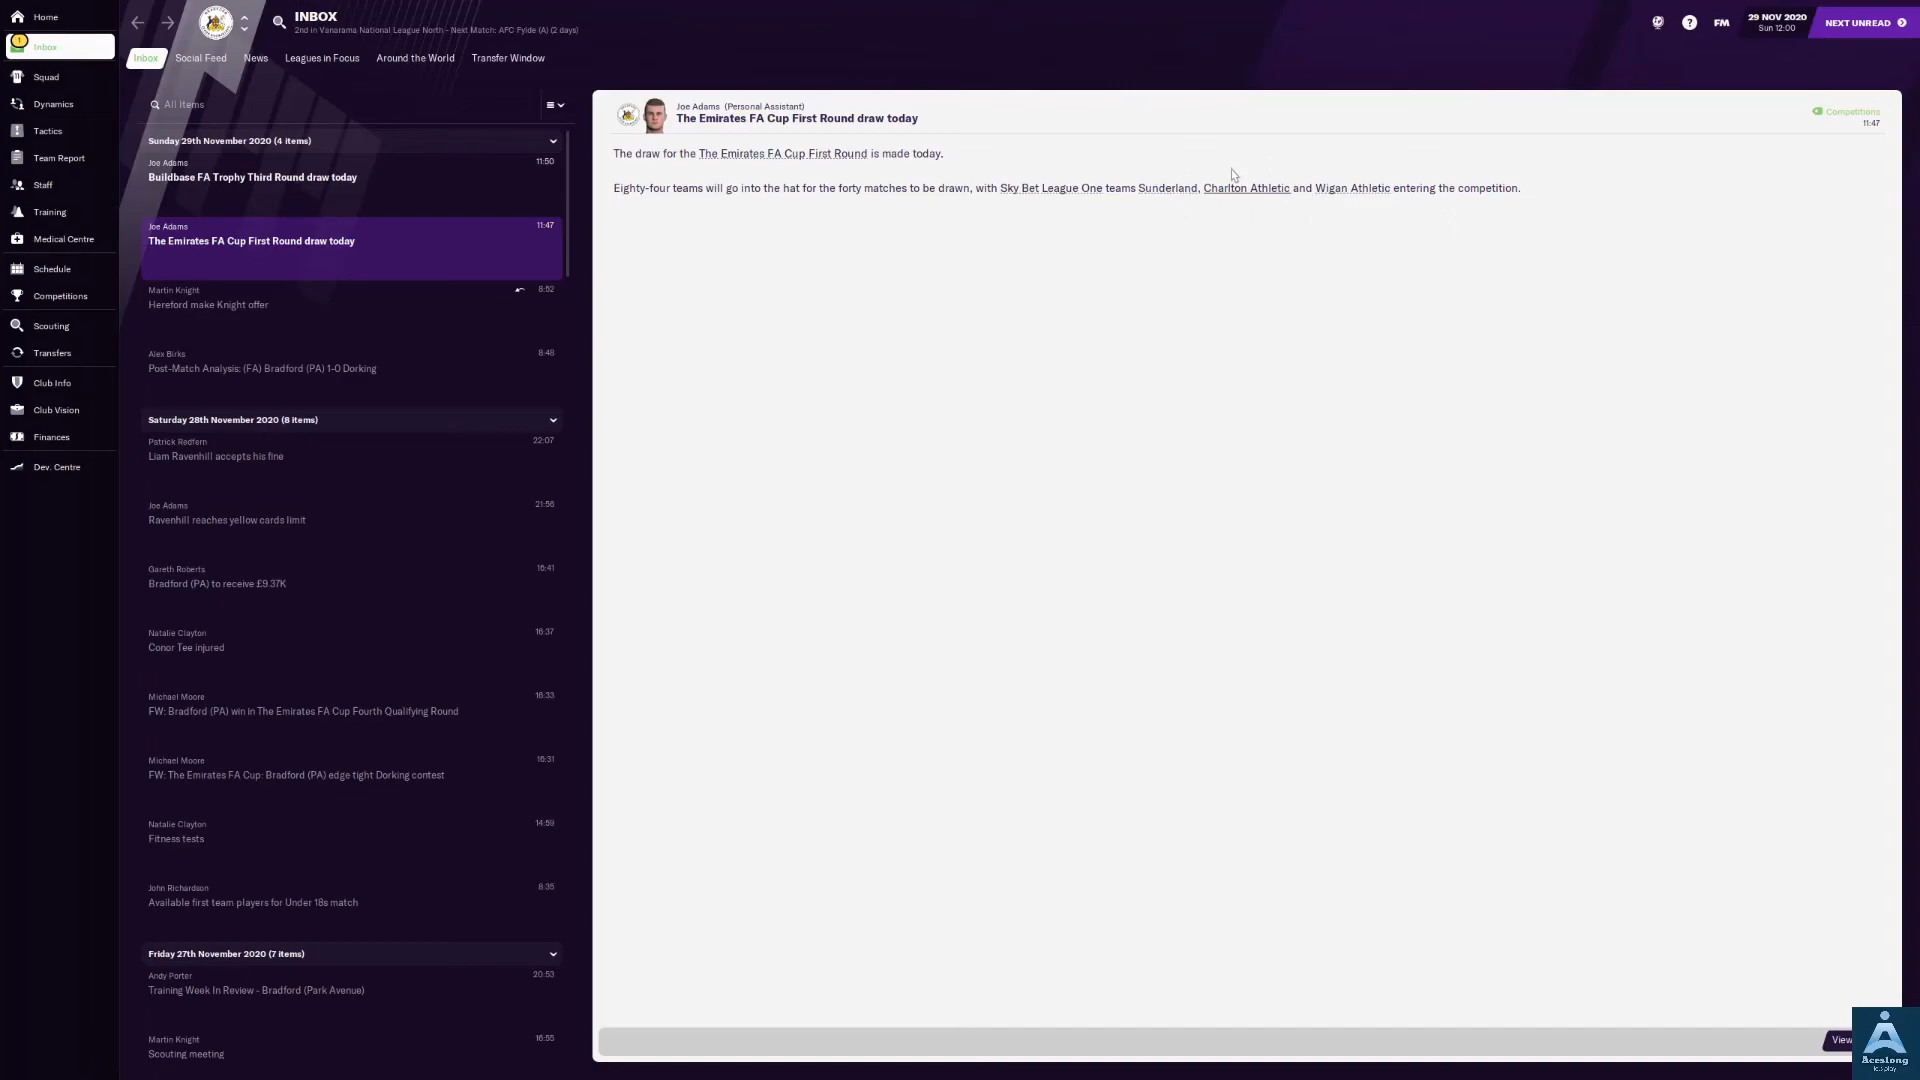 Home
1
Inbox
Squad
Dynamics
Tactics
Team Report
Staff
Training
Medical Centre
Schedule
Competitions
Scouting
Transfers
Club Info
Club Vision
Finances
Dev. Centre
INBOX
2nd in Vanarama National League North - Next Match: AFC Fylde (A) (2 days)
FM
29 NOV 2020
Sun 12:00
NEXT UNREAD
Inbox
Social Feed
News
Leagues in Focus
Around the World
Transfer Window
All Items
Sunday 29th November 2020 (4 items)
Joe Adams 11:50
Buildbase FA Trophy Third Round draw today
Joe Adams 11:47
The Emirates FA Cup First Round draw today
Martin Knight 8:52
Hereford make Knight offer
Alex Birks 8:48
Post-Match Analysis: (FA) Bradford (PA) 1-0 Dorking
Saturday 28th November 2020 (8 items)
Patrick Redfern 22:07
Liam Ravenhill accepts his fine
Joe Adams 21:56
Ravenhill reaches yellow cards limit
Gareth Roberts 16:41
Bradford (PA) to receive £9.37K
Natalie Clayton 16:37
Conor Tee injured
Michael Moore 16:33
FW: Bradford (PA) win in The Emirates FA Cup Fourth Qualifying Round
Michael Moore 16:31
FW: The Emirates FA Cup: Bradford (PA) edge tight Dorking contest
Natalie Clayton 14:59
Fitness tests
John Richardson 8:35
Available first team players for Under 18s match
Friday 27th November 2020 (7 items)
Andy Porter 20:53
Training Week In Review - Bradford (Park Avenue)
Martin Knight 16:55
Scouting meeting
Joe Adams (Personal Assistant)
The Emirates FA Cup First Round draw today
Competitions
11:47
The draw for the The Emirates FA Cup First Round is made today.
Eighty-four teams will go into the hat for the forty matches to be drawn, with Sky Bet League One teams Sunderland, Charlton Athletic and Wigan Athletic entering the competition.
View
Aceslong
let's play